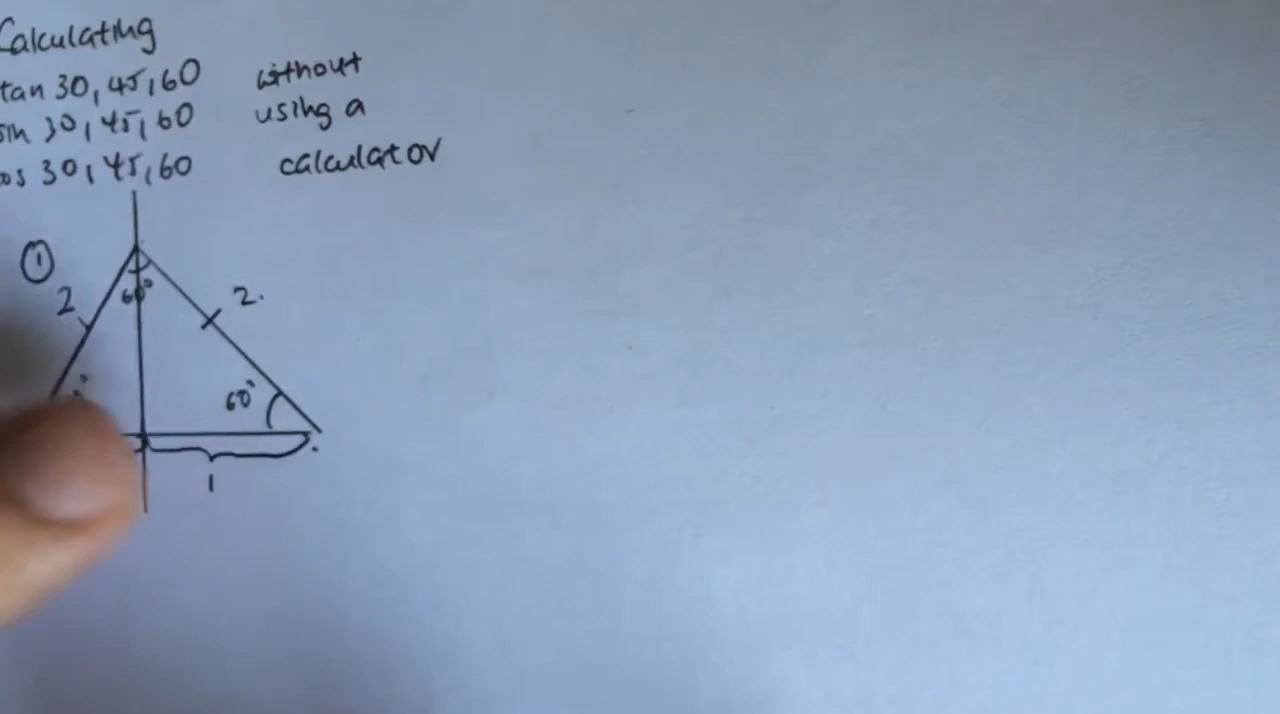 Calculating
tan 30, 45, 60 without
sin 30, 45, 60 using a
cos 30, 45, 60 calculator
①
2
60°
2.
60°
1